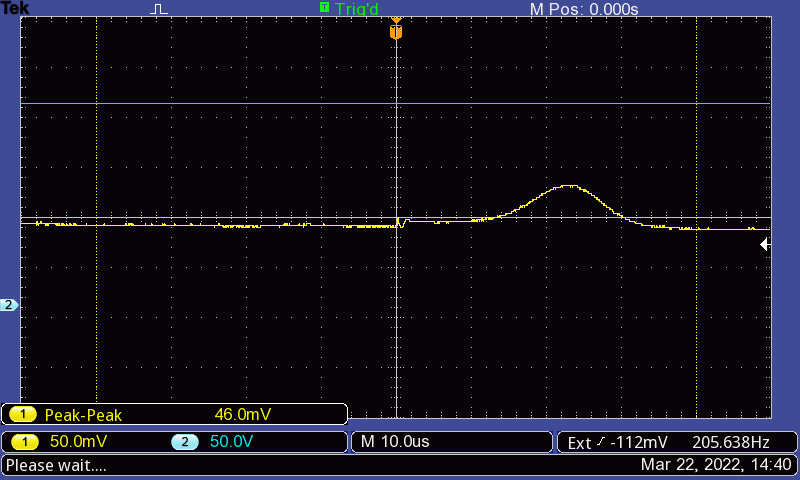 Tek T Trig'd M Pos: 0.000s
T
2
1 Peak-Peak 46.0mV
1 50.0mV 2 50.0V M 10.0us Ext -112mV 205.638Hz
Please wait.... Mar 22, 2022, 14:40